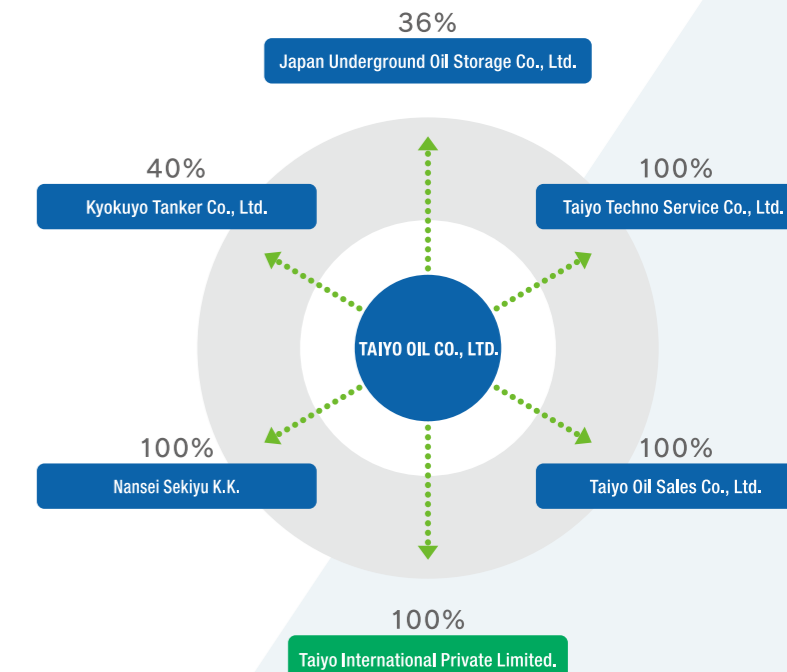 36%
Japan Underground Oil Storage Co., Ltd.
40%
Kyokuyo Tanker Co., Ltd.
100%
Taiyo Techno Service Co., Ltd.
TAIYO OIL CO., LTD.
100%
Nansei Sekiyu K.K.
100%
Taiyo Oil Sales Co., Ltd.
100%
Taiyo International Private Limited.